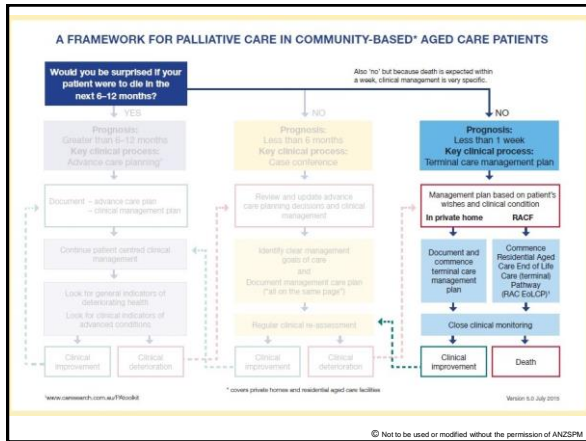 A FRAMEWORK FOR PALLIATIVE CARE IN COMMUNITY-BASED* AGED CARE PATIENTS
Would you be surprised if your
patient were to die in the
next 6–12 months?
Also 'no' but because death is expected within
a week, clinical management is very specific.
YES
Prognosis:
Greater than 6–12 months
Key clinical process:
Advance care planning¹
Document – advance care plan
– clinical management plan
Continue patient centred clinical
management
Look for general indicators of
deteriorating health
Look for clinical indicators of
advanced conditions
Clinical
improvement
Clinical
deterioration
NO
Prognosis:
Less than 6 months
Key clinical process:
Case conference
Review and update advance
care planning decisions and clinical
management
Identify clear management
goals of care
and
Document management care plan
("all on the same page")
Regular clinical re-assessment
Clinical
improvement
Clinical
deterioration
NO
Prognosis:
Less than 1 week
Key clinical process:
Terminal care management plan
Management plan based on patient's
wishes and clinical condition
In private home
RACF
Document and
commence
terminal care
management
plan
Commence
Residential Aged
Care End of Life
Care (terminal)
Pathway
(RAC EoLCP)¹
Close clinical monitoring
Clinical
improvement
Death
* covers private homes and residential aged care facilities
¹www.caresearch.com.au/PAtoolkit
Version 5.0 July 2015
© Not to be used or modified without the permission of ANZSPM